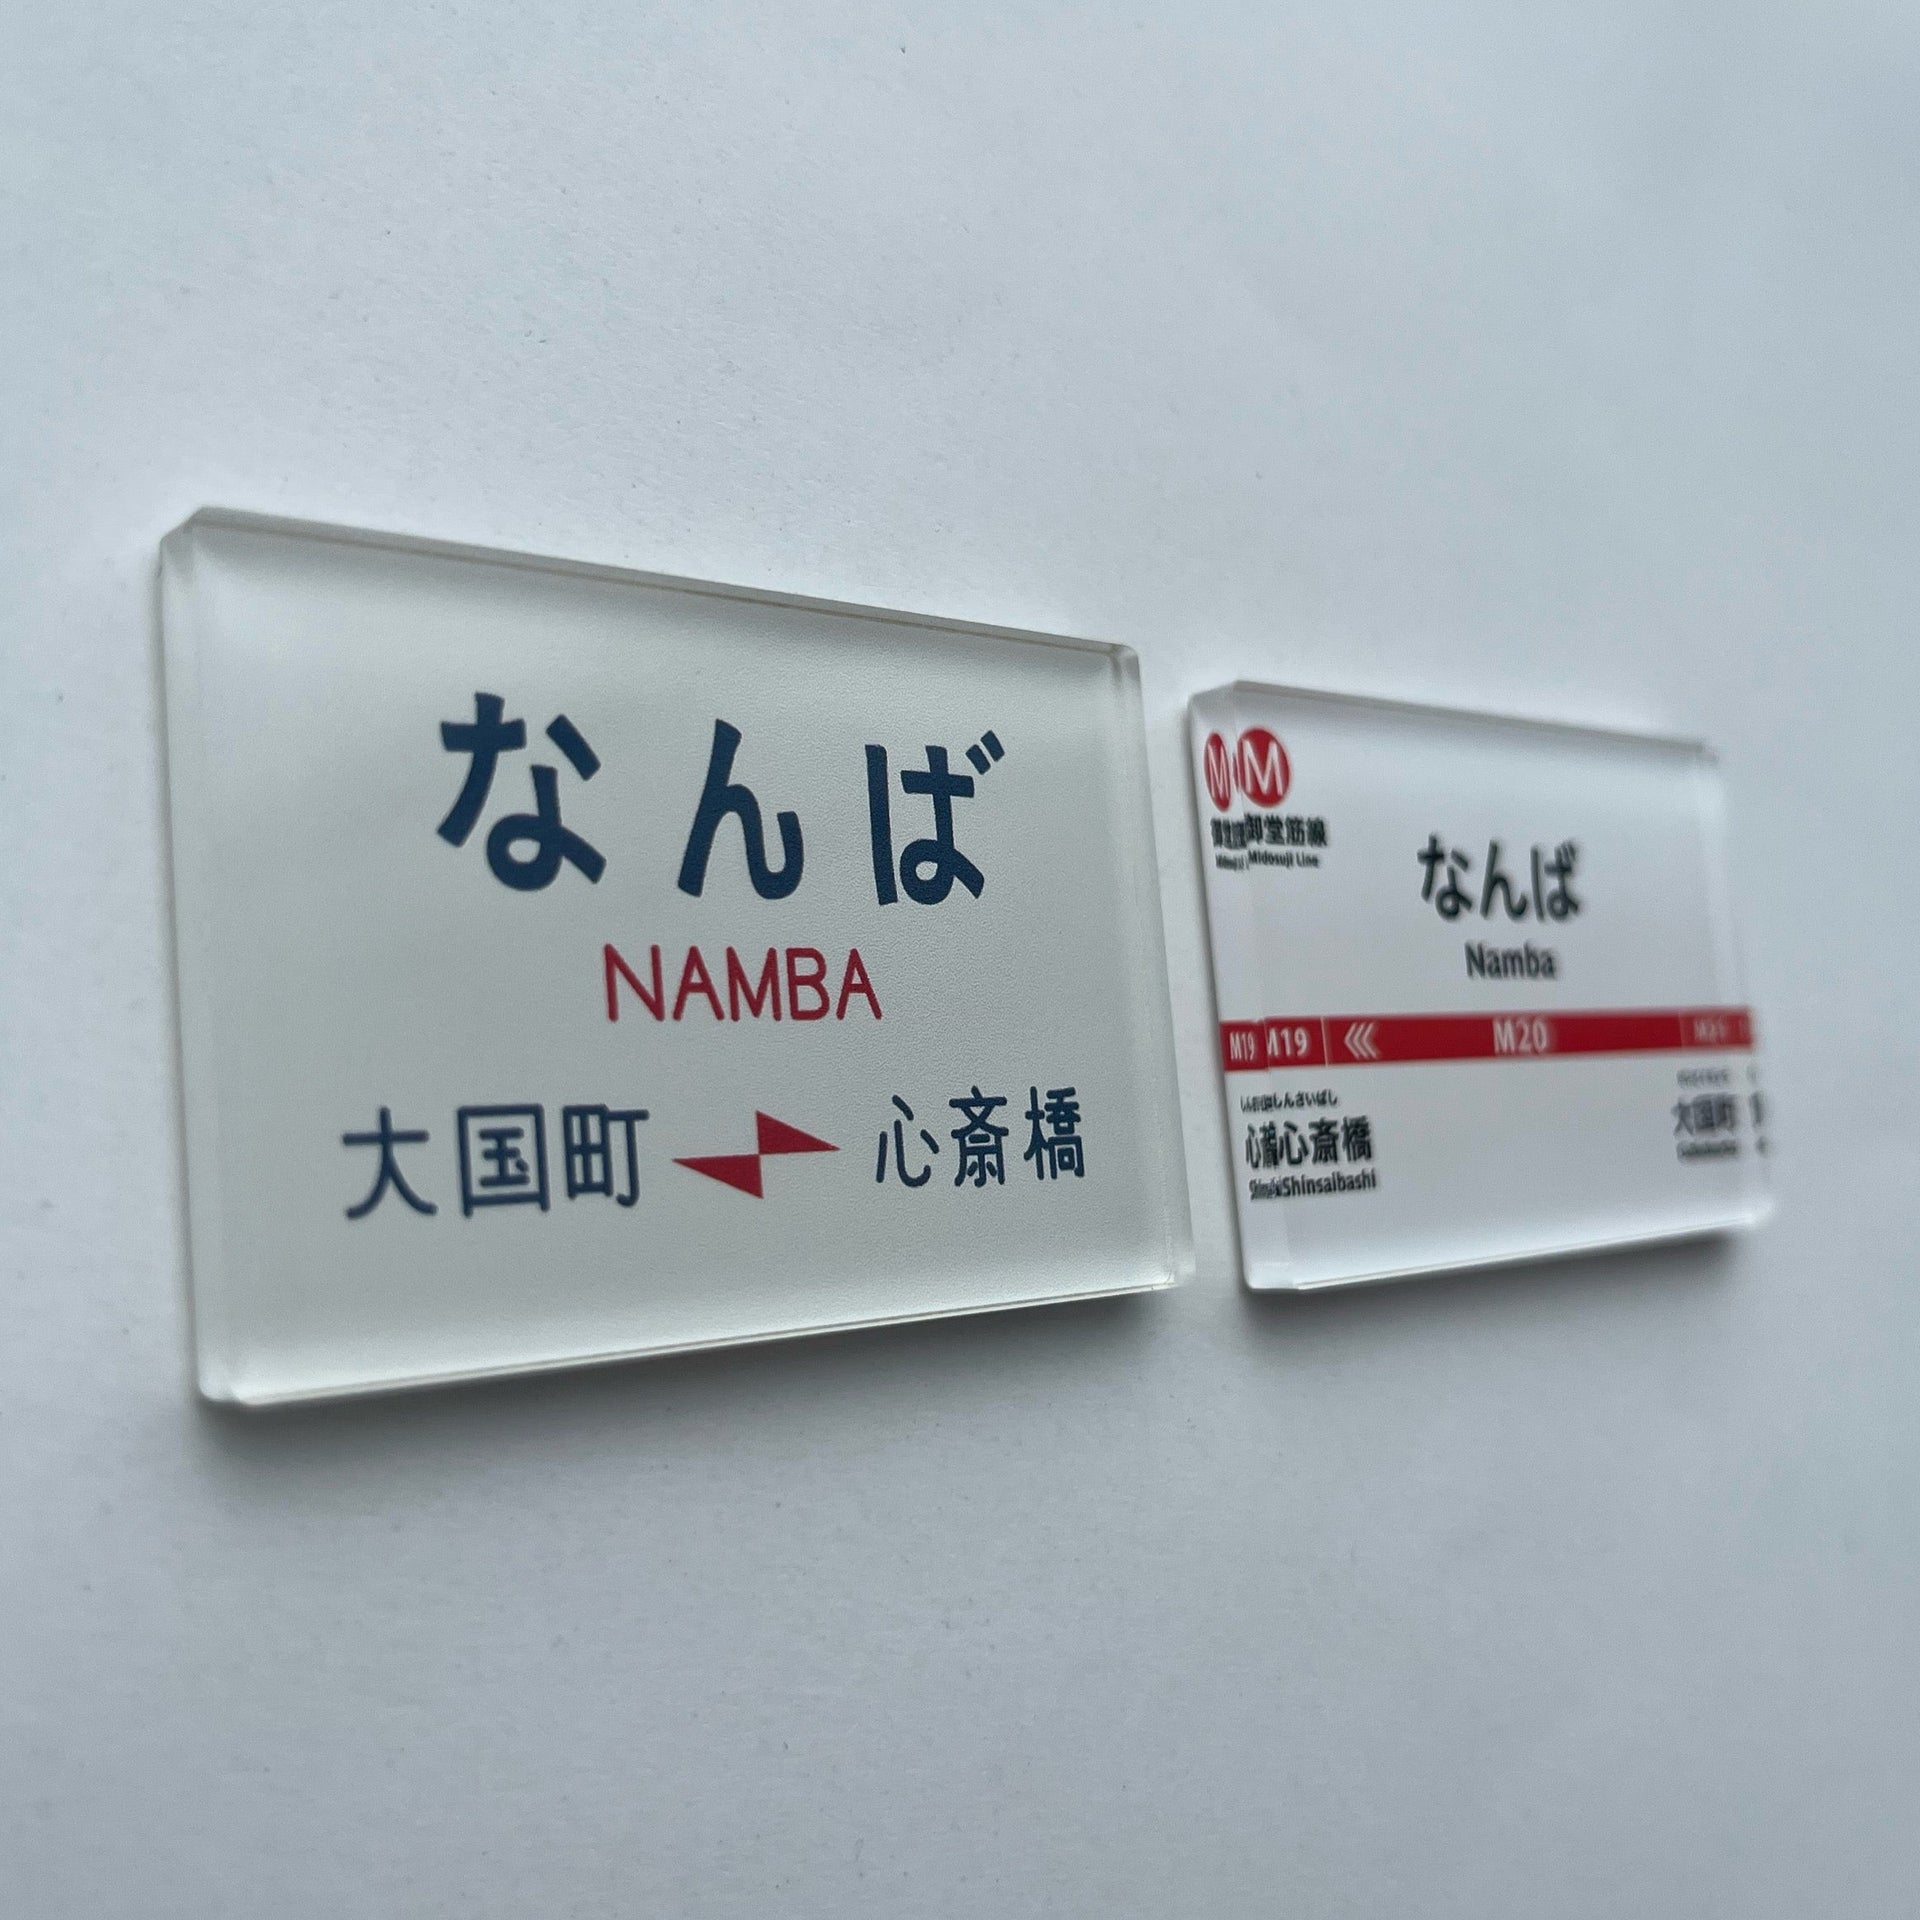 なんば
NAMBA
大国町 心斎橋
M
御堂筋線
Midosuji Line
なんば
Namba
M19 M20 M21
しんさいばし
心斎橋 大国町
Shinsaibashi